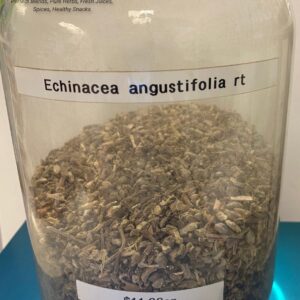 Blends, Pure Herbs, Fresh Juices,
Spices, Healthy Snacks
Echinacea angustifolia rt